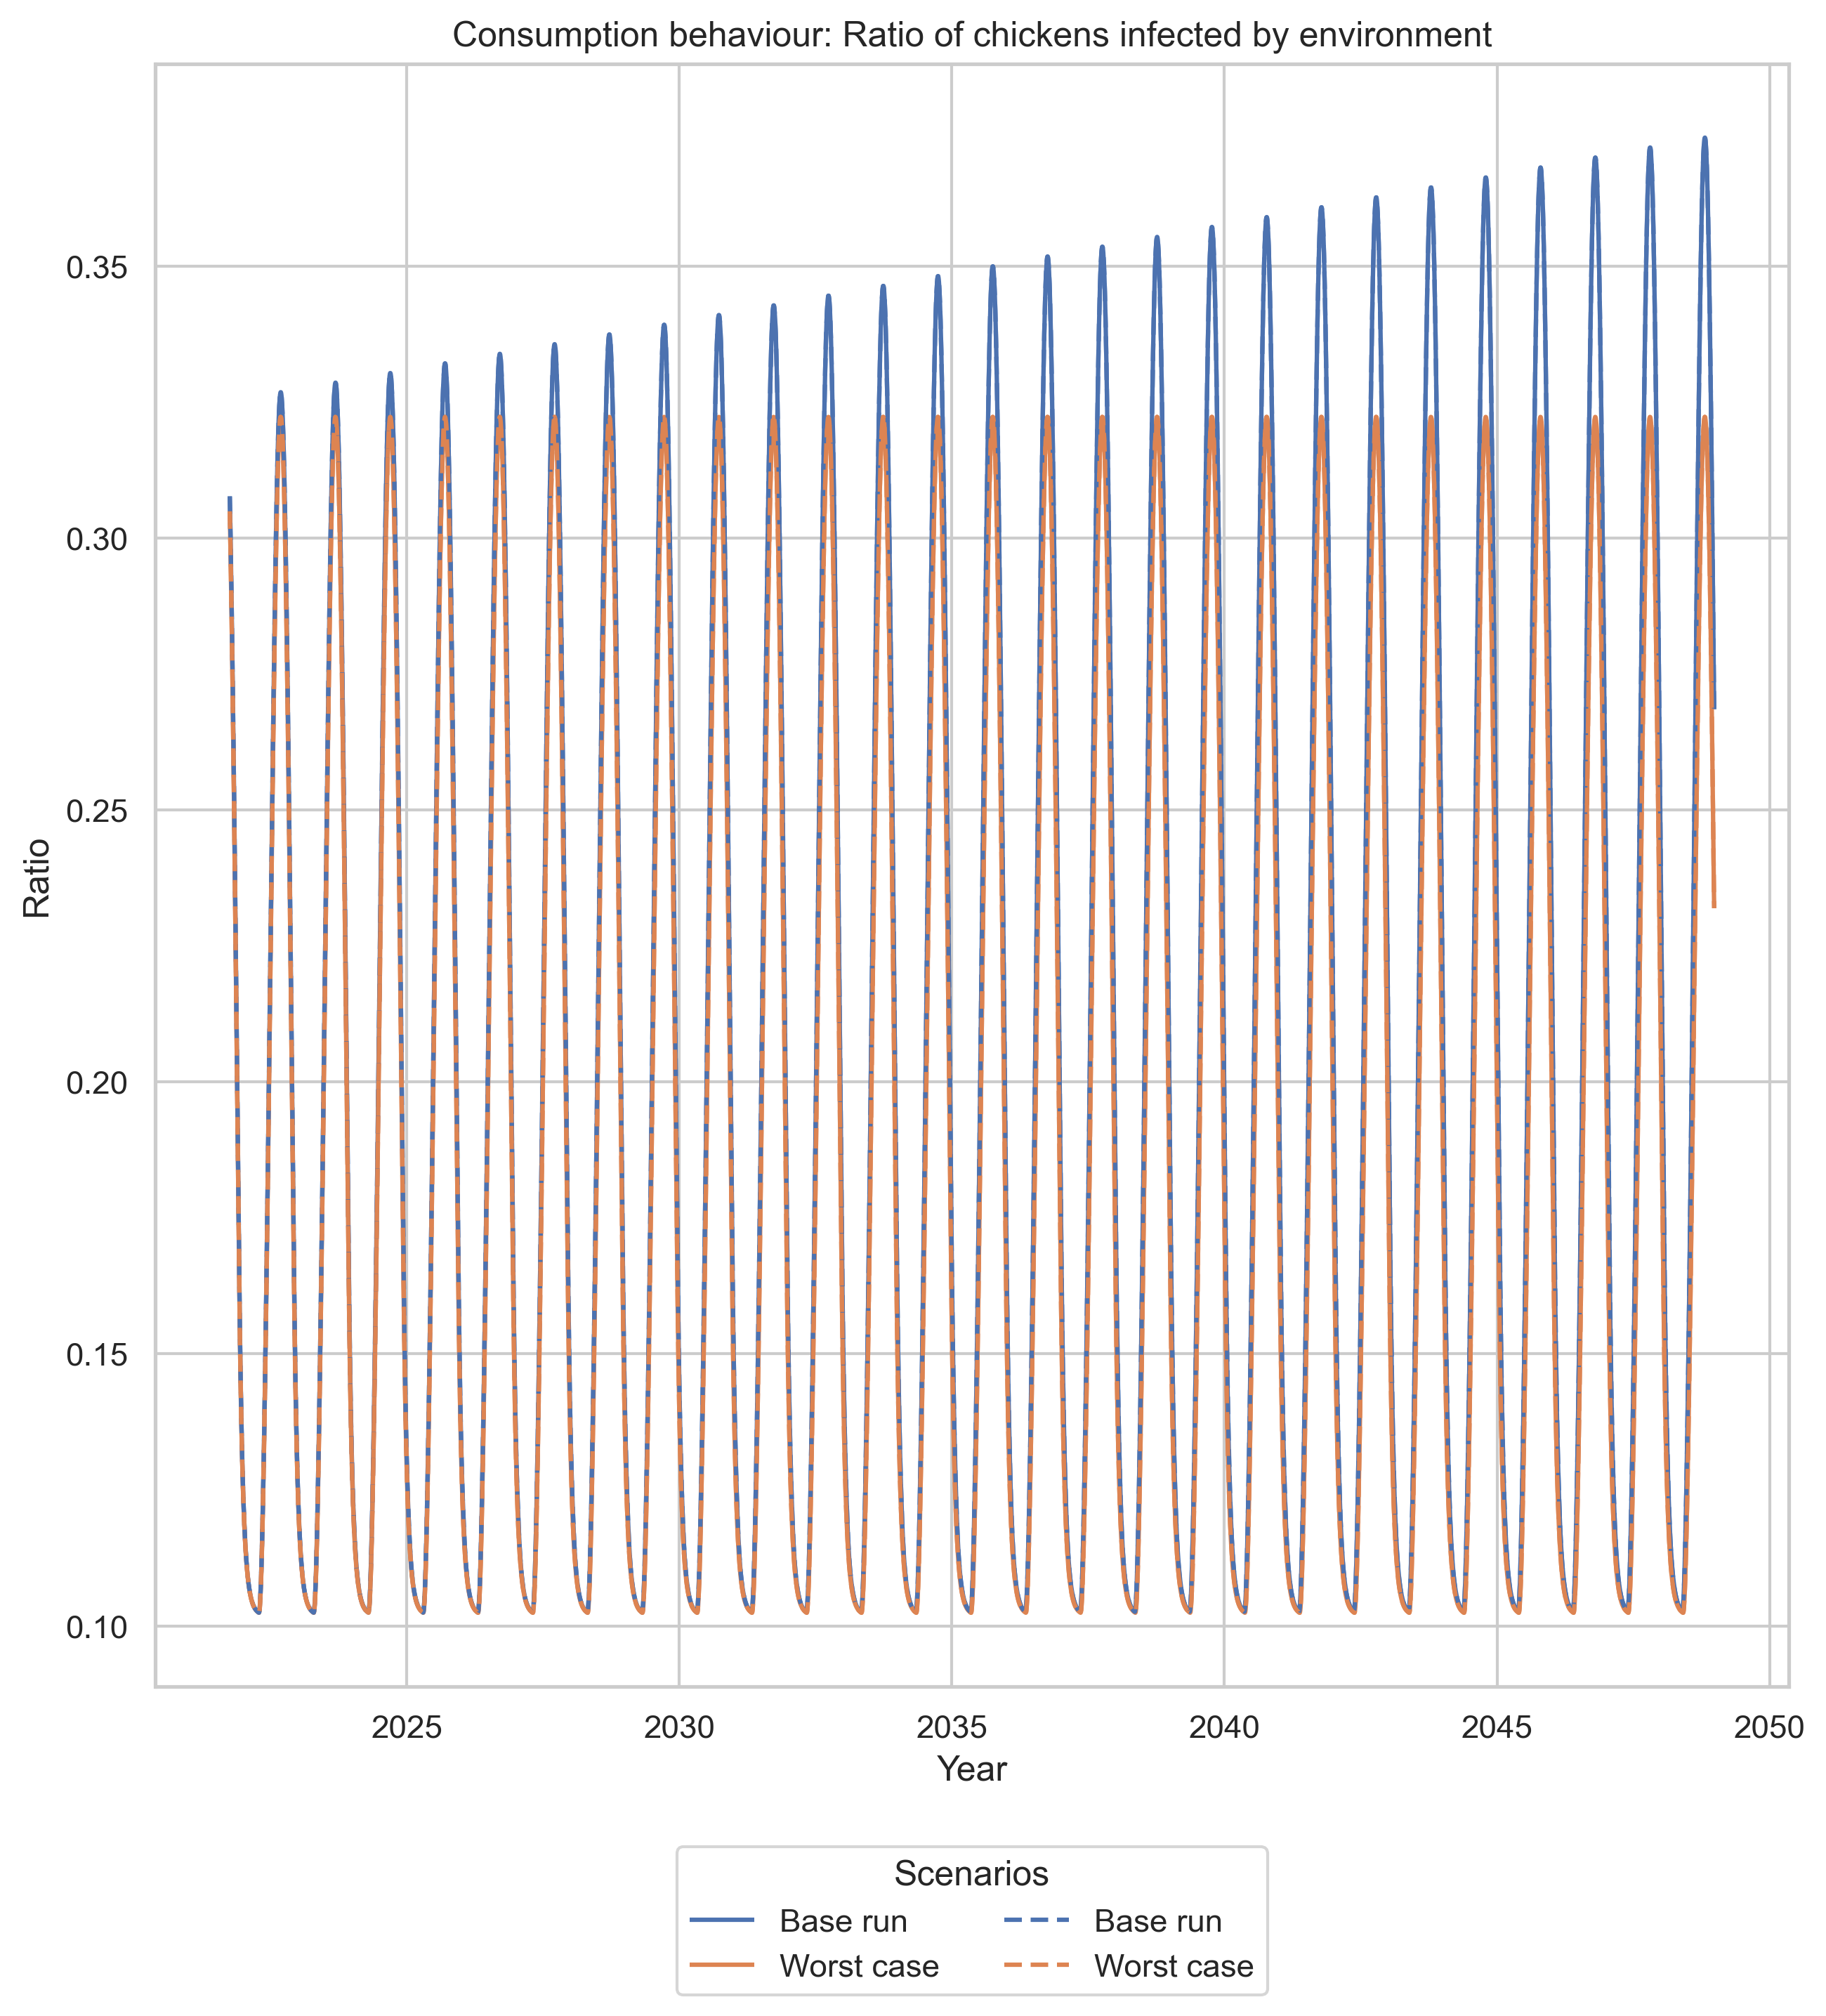 Consumption behaviour: Ratio of chickens infected by environment
0.35
0.30
0.25
0.20
0.15
0.10
Ratio
2025 2030 2035 2040 2045 2050
Year
Scenarios
Base run Base run
Worst case Worst case